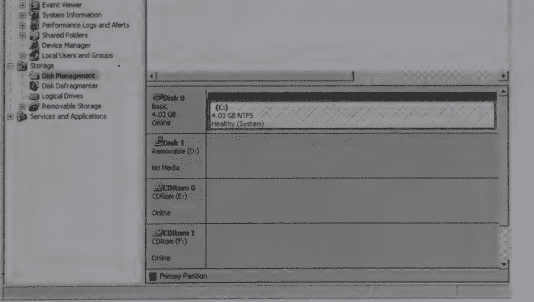 Event Viewer
System Information
Performance Logs and Alerts
Shared Folders
Device Manager
Local Users and Groups
Storage
Disk Management
Disk Defragmenter
Logical Drives
Removable Storage
Services and Applications
Disk 0
Basic
4.03 GB
Online
(C:)
4.03 GB NTFS
Healthy (System)
Disk 1
Removable (D:)
No Media
CDRom 0
CDRom (E:)
Online
CDRom 1
CDRom (F:)
Online
Primary Partition